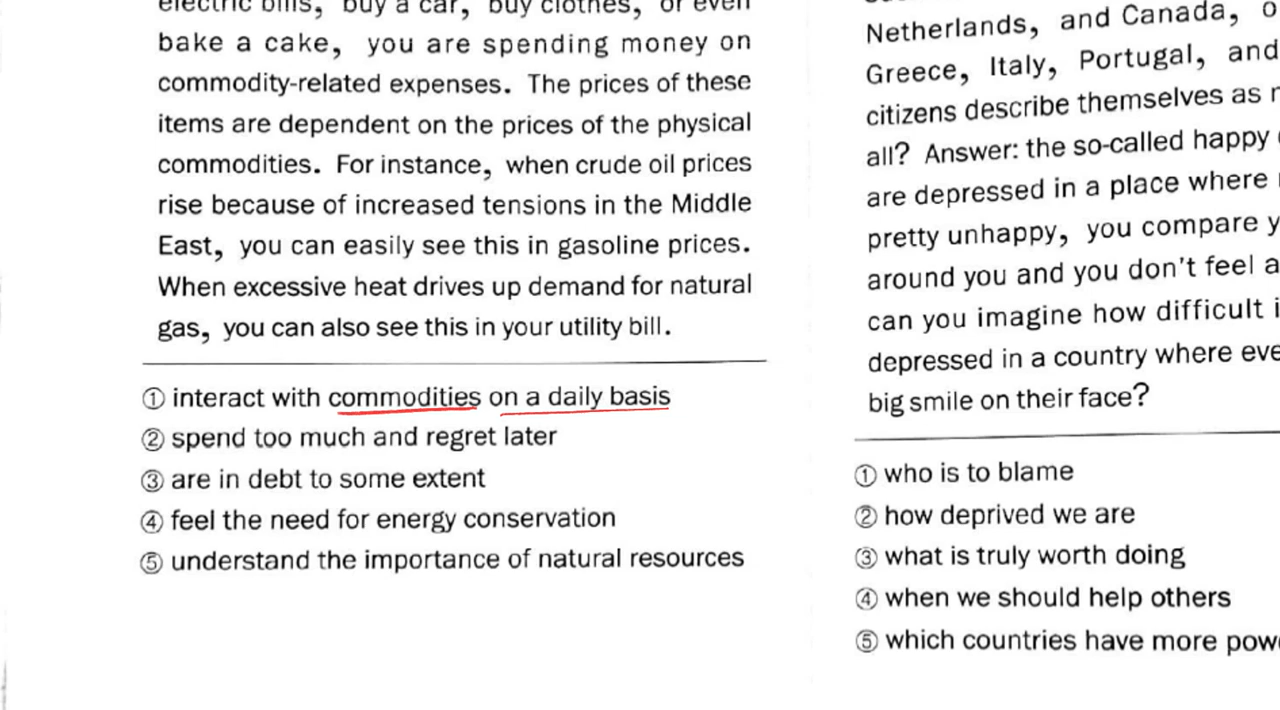 electric bills, buy a car, buy clothes, or even
bake a cake, you are spending money on
commodity-related expenses. The prices of these
items are dependent on the prices of the physical
commodities. For instance, when crude oil prices
rise because of increased tensions in the Middle
East, you can easily see this in gasoline prices.
When excessive heat drives up demand for natural
gas, you can also see this in your utility bill.
① interact with commodities on a daily basis
② spend too much and regret later
③ are in debt to some extent
④ feel the need for energy conservation
⑤ understand the importance of natural resources
Netherlands, and Canada,
Greece, Italy, Portugal, and
citizens describe themselves as
all? Answer: the so-called happy
are depressed in a place where
pretty unhappy, you compare
around you and you don't feel
can you imagine how difficult
depressed in a country where
big smile on their face?
① who is to blame
② how deprived we are
③ what is truly worth doing
④ when we should help others
⑤ which countries have more